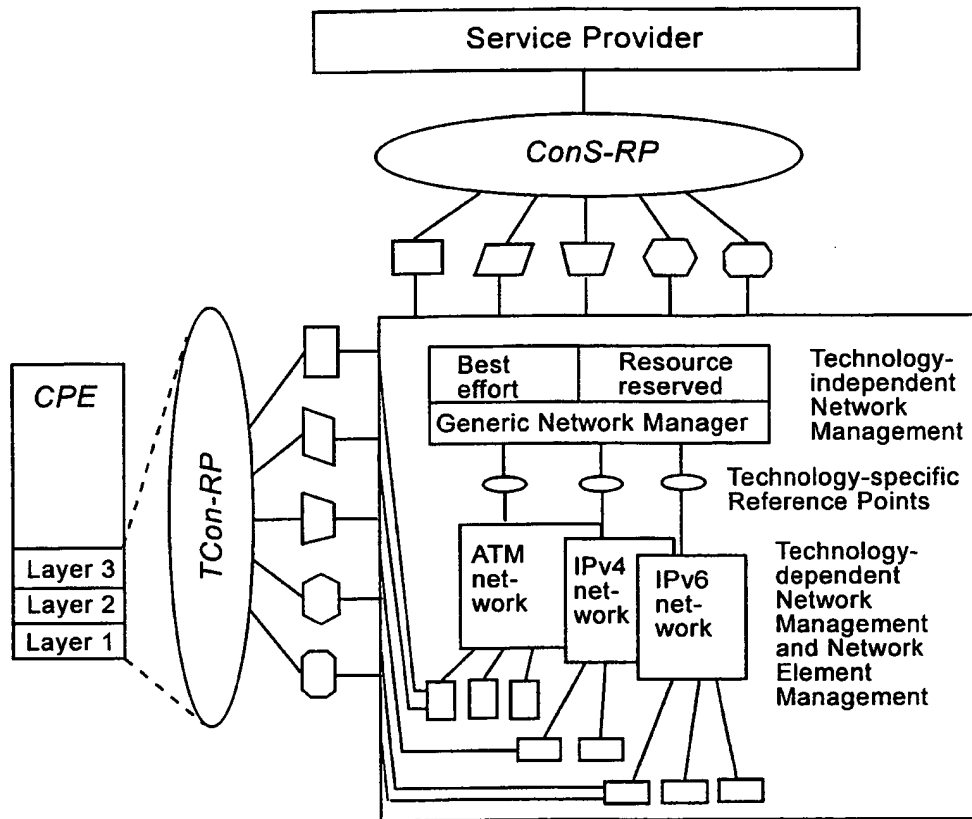 Service Provider
ConS-RP
CPE
Layer 3
Layer 2
Layer 1
TCon-RP
Best
effort
Resource
reserved
Generic Network Manager
Technology-
independent
Network
Management
Technology-specific
Reference Points
ATM
net-
work
IPv4
net-
work
IPv6
net-
work
Technology-
dependent
Network
Management
and Network
Element
Management